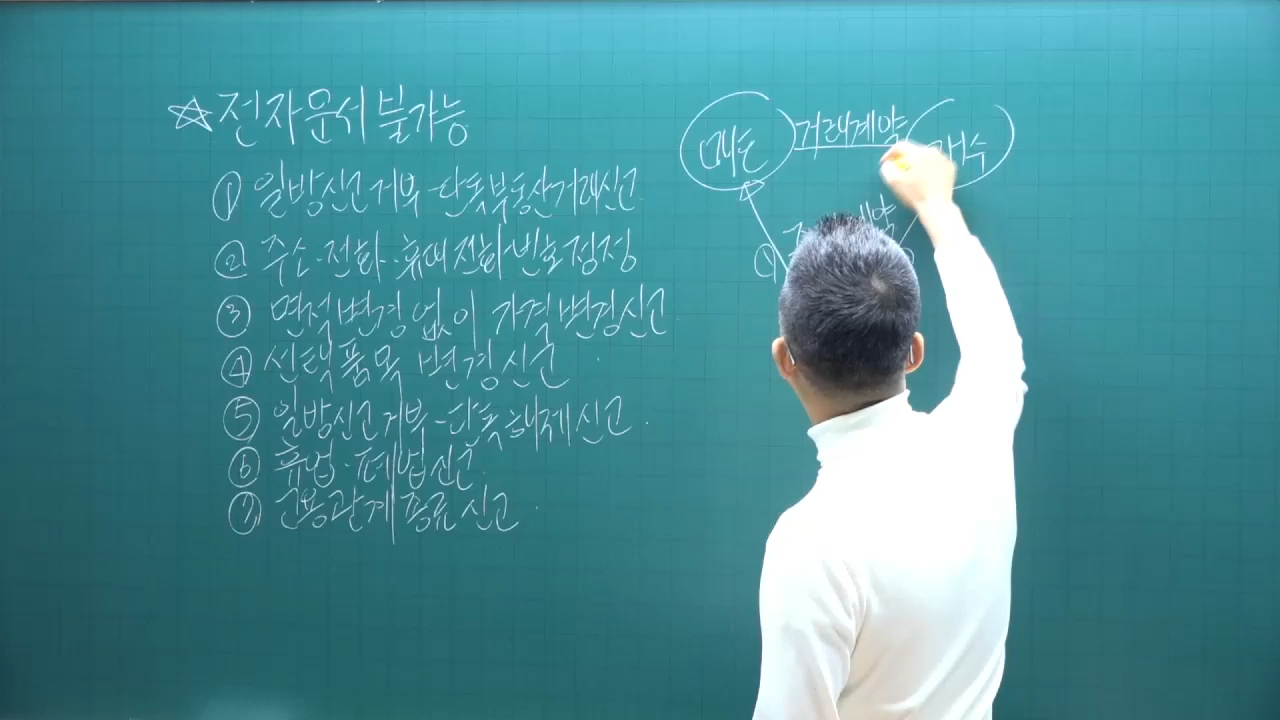 ☆ 전자문서 불가능
① 일방신고거부-단독부동산거래신고
② 주소·전화·휴대전화번호정정
③ 면적변경 없이 가격변경신고
④ 선택품목 변경신고
⑤ 일방신고거부-단독해제신고
⑥ 휴업·폐업신고
⑦ 고용관계종료신고
매도 거래계약 매수
①